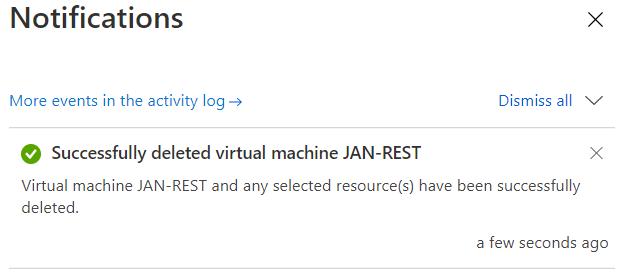 Notifications
More events in the activity log →
Dismiss all
Successfully deleted virtual machine JAN-REST
Virtual machine JAN-REST and any selected resource(s) have been successfully
deleted.
a few seconds ago